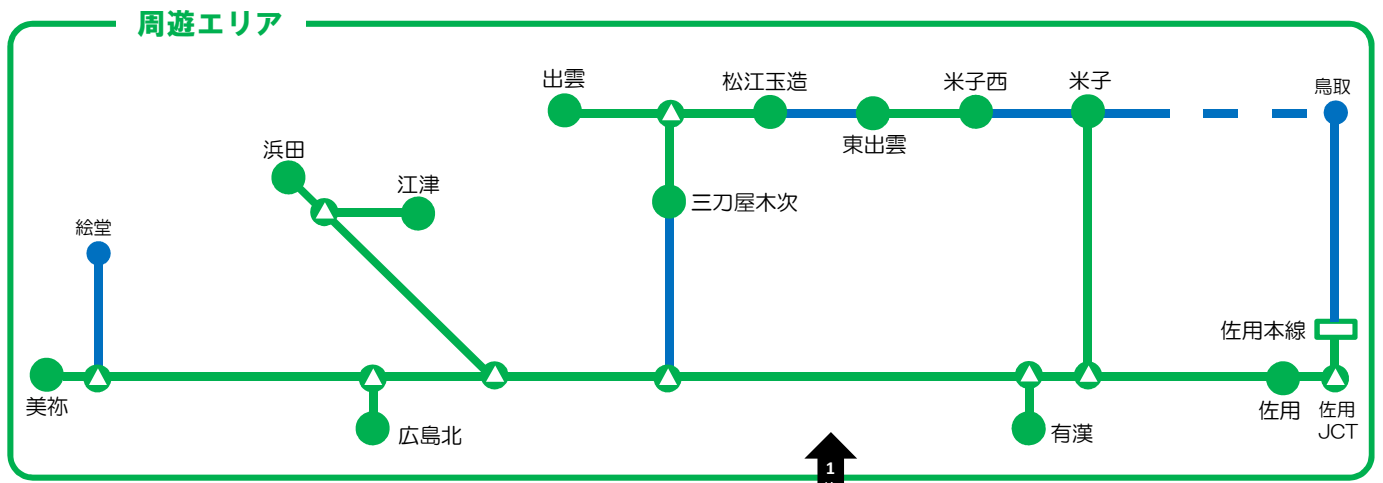 周遊エリア
出雲
松江玉造
米子西
米子
鳥取
東出雲
浜田
江津
三刀屋木次
絵堂
佐用本線
美祢
広島北
有漢
佐用
佐用
JCT
1